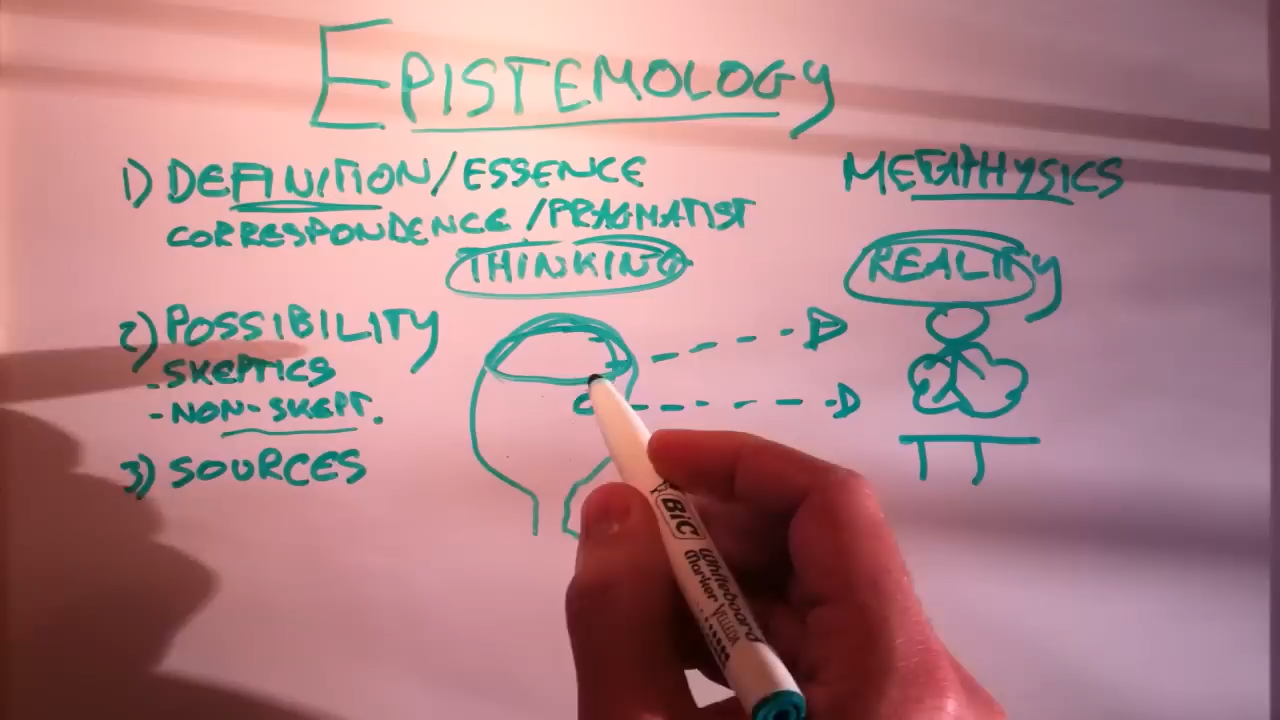 EPISTEMOLOGY
1) DEFINITION/ESSENCE
CORRESPONDENCE/PRAGMATIST
THINKING
METAPHYSICS
REALITY
2) POSSIBILITY
- SKEPTICS
- NON-SKEPT.
3) SOURCES
BiC
Whiteboard
Marker VELLEDA